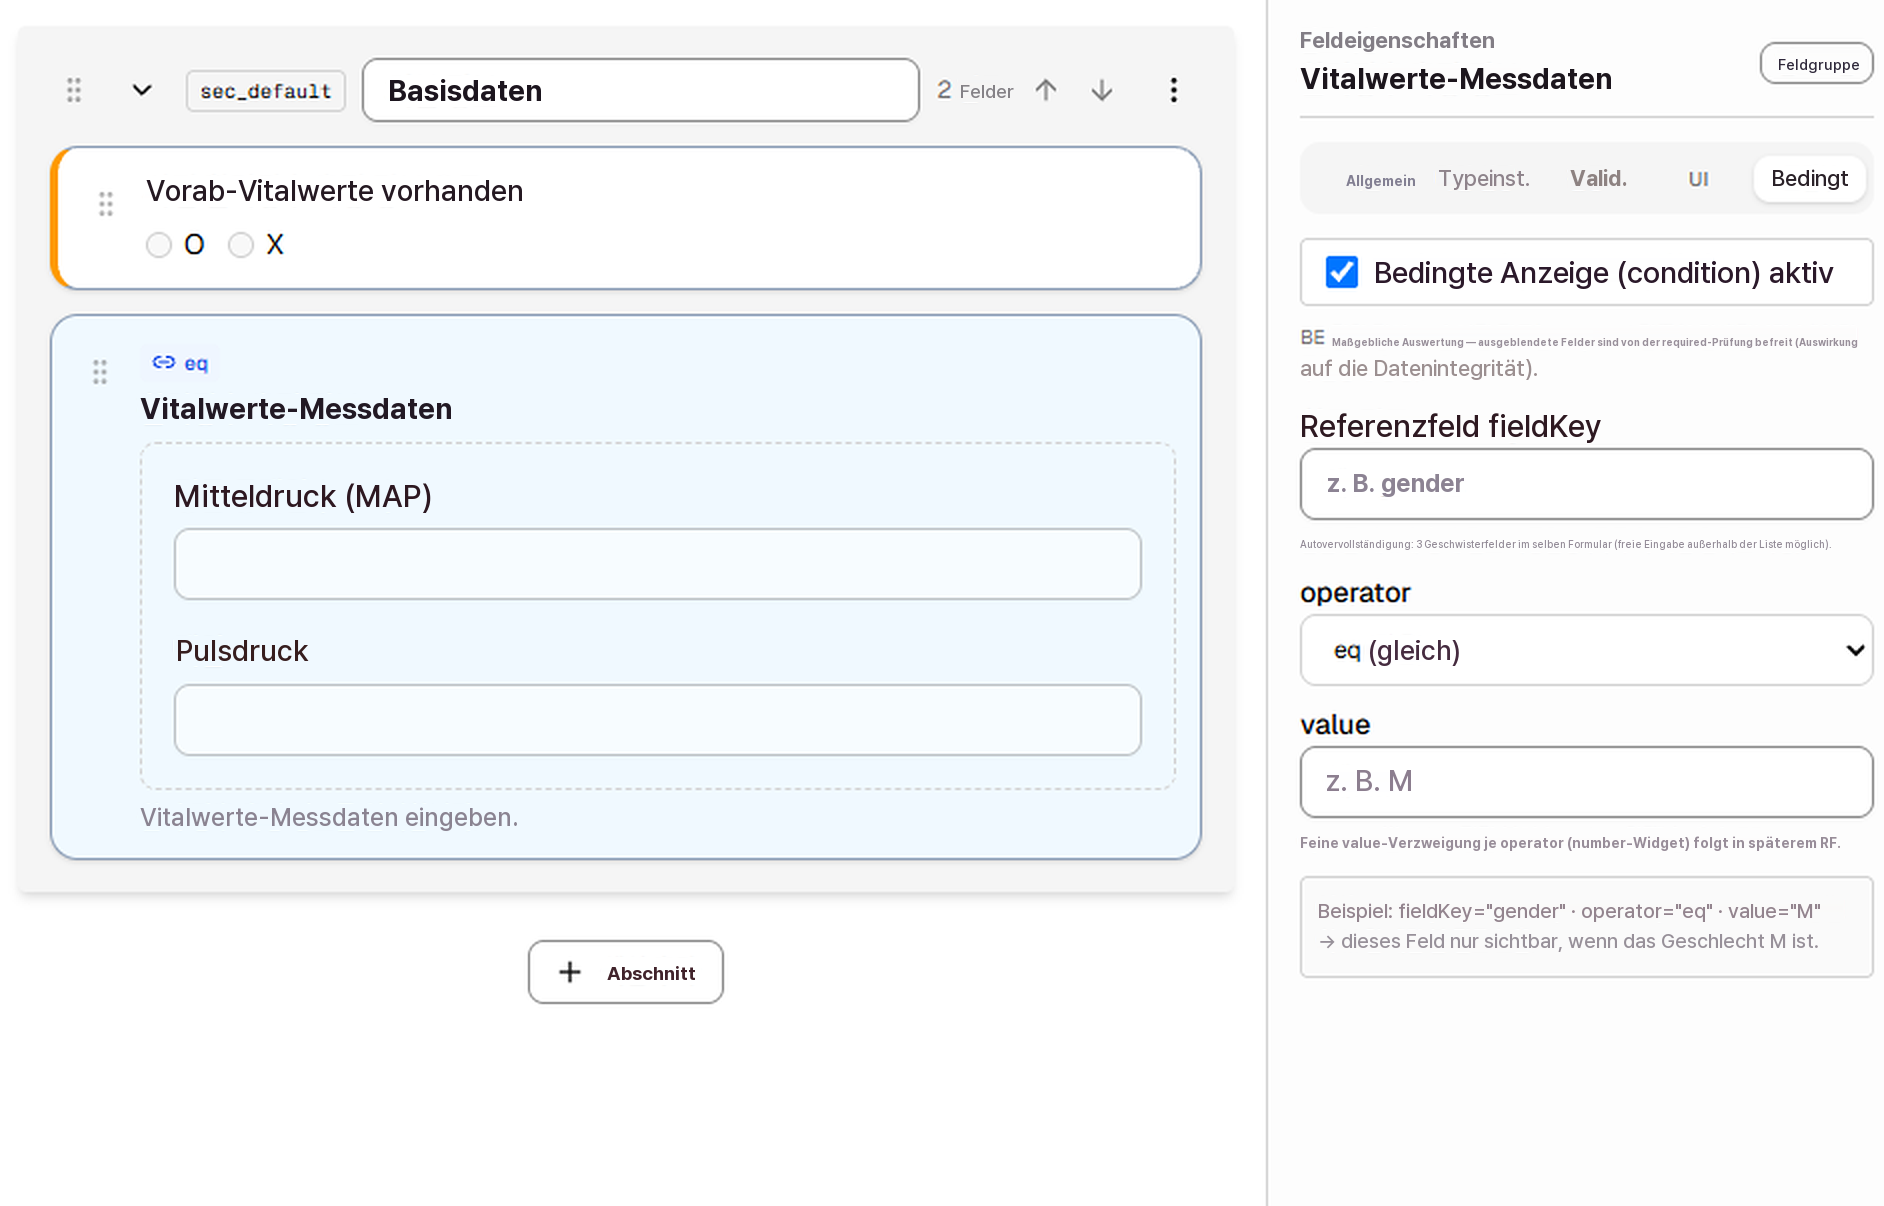 sec_default
Basisdaten
2 Felder
Vorab-Vitalwerte vorhanden
O X
eq
Vitalwerte-Messdaten
Mitteldruck (MAP)
Pulsdruck
Vitalwerte-Messdaten eingeben.
Abschnitt
Feldeigenschaften
Vitalwerte-Messdaten
Feldgruppe
Allgemein Typeinst. Valid. UI Bedingt
Bedingte Anzeige (condition) aktiv
BE Maßgebliche Auswertung — ausgeblendete Felder sind von der required-Prüfung befreit (Auswirkung
auf die Datenintegrität).
Referenzfeld fieldKey
z. B. gender
Autovervollständigung: 3 Geschwisterfelder im selben Formular (freie Eingabe außerhalb der Liste möglich).
operator
eq (gleich)
value
z. B. M
Feine value-Verzweigung je operator (number-Widget) folgt in späterem RF.
Beispiel: fieldKey="gender" · operator="eq" · value="M"
→ dieses Feld nur sichtbar, wenn das Geschlecht M ist.